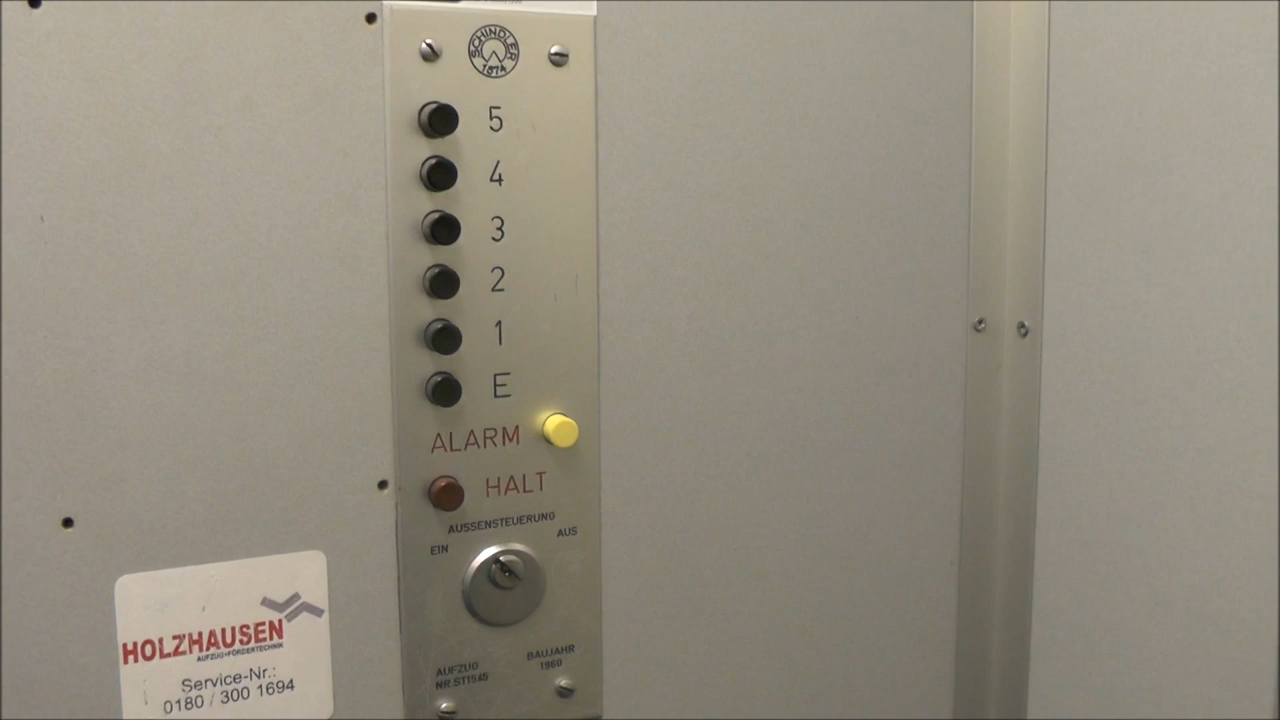 SCHINDLER
1874
5
4
3
2
1
E
ALARM
HALT
AUSSENSTEUERUNG
EIN
AUS
AUFZUG
NR.ST1545
BAUJAHR
1960
HOLZHAUSEN
AUFZUG+FÖRDERTECHNIK
Service-Nr.:
0180 / 300 1694